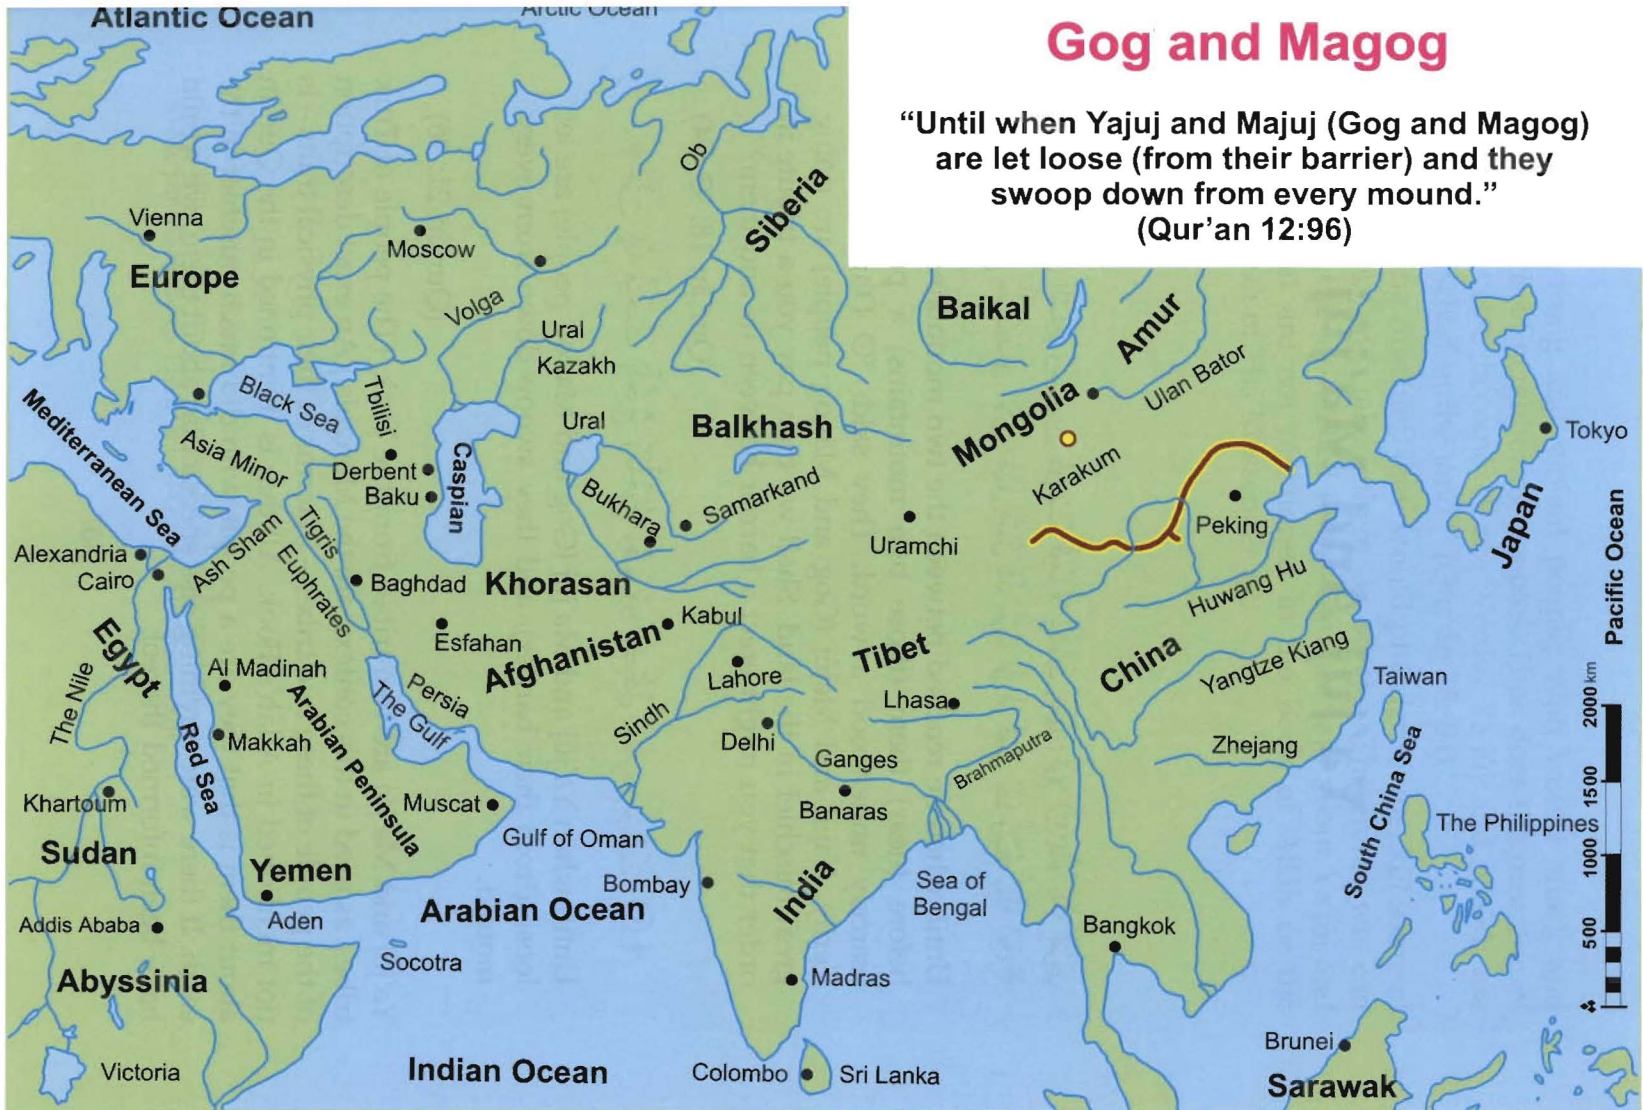 Atlantic Ocean
Arctic Ocean
Gog and Magog
“Until when Yajuj and Majuj (Gog and Magog)
are let loose (from their barrier) and they
swoop down from every mound.”
(Qur’an 12:96)
Ob
Siberia
Vienna
Moscow
Europe
Volga
Ural
Kazakh
Baikal
Amur
Ulan Bator
Mongolia
Karakum
Black Sea
Tbilisi
Ural
Balkhash
Tokyo
Japan
Pacific Ocean
Mediterranean Sea
Asia Minor
Derbent
Baku
Caspian
Bukhara
Samarkand
Uramchi
Peking
Alexandria
Cairo
Ash Sham
Tigris
Euphrates
Baghdad
Khorasan
Huwang Hu
Egypt
The Nile
Esfahan
Afghanistan
Kabul
Tibet
China
Yangtze Kiang
Al Madinah
Arabian Peninsula
Persia
The Gulf
Lahore
Lhasa
Taiwan
Makkah
Red Sea
Sindh
Delhi
Ganges
Brahmaputra
Zhejang
South China Sea
2000 km
1500
1000
500
Khartoum
Muscat
Banaras
The Philippines
Sudan
Gulf of Oman
Yemen
Bombay
India
Sea of
Bengal
Arabian Ocean
Aden
Addis Ababa
Bangkok
Socotra
Abyssinia
Madras
Victoria
Indian Ocean
Colombo
Sri Lanka
Brunei
Sarawak